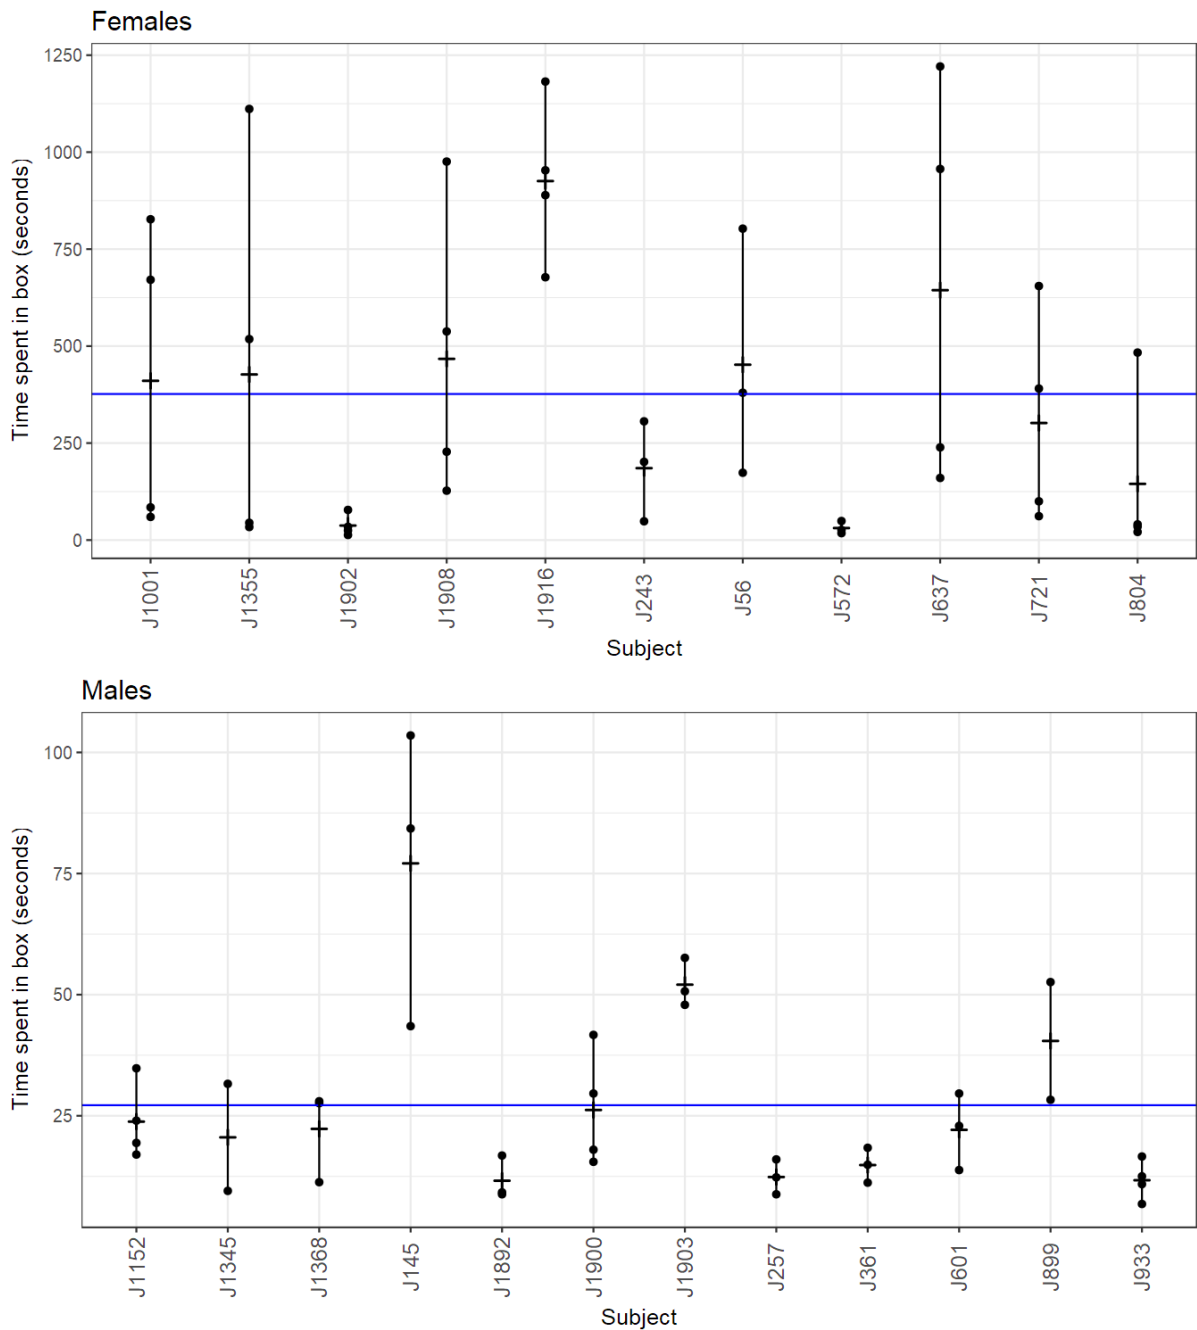 Females
1250
1000
750
500
250
0
Time spent in box (seconds)
J1001 J1355 J1902 J1908 J1916 J243 J56 J572 J637 J721 J804
Subject
Males
100
75
50
25
Time spent in box (seconds)
J1152 J1345 J1368 J145 J1892 J1900 J1903 J257 J361 J601 J899 J933
Subject